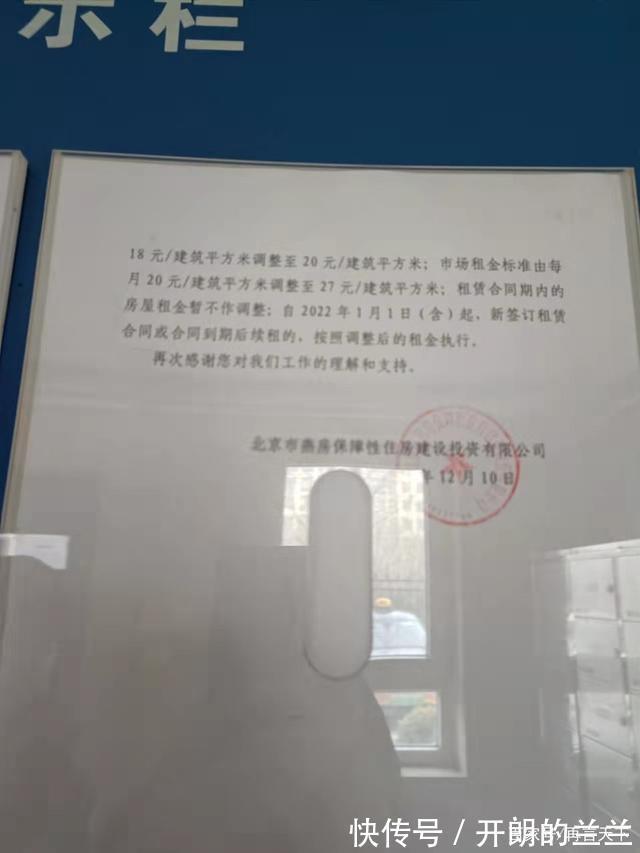 示栏
18 元/建筑平方米调整至 20 元/建筑平方米；市场租金标准由每
月 20 元/建筑平方米调整至 27 元/建筑平方米；租赁合同期内的
房屋租金暂不作调整；自 2022 年 1 月 1 日（含）起，新签订租赁
合同或合同到期后续租的，按照调整后的租金执行。
再次感谢您对我们工作的理解和支持。
北京市燕房保障性住房建设投资有限公司
年 12 月 10 日
快传号 / 开朗的兰兰